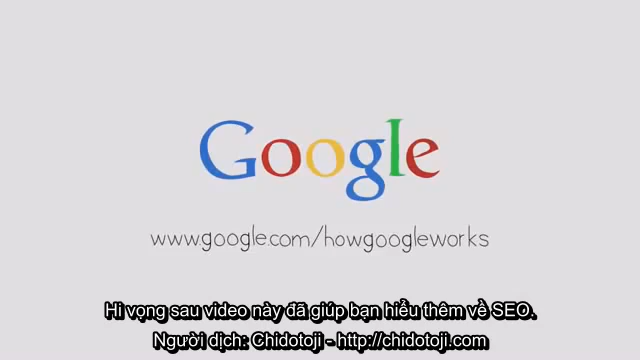 Google
www.google.com/howgoogleworks
Hi vọng sau video này đã giúp bạn hiểu thêm về SEO.
Người dịch: Chidotoji - http://chidotoji.com